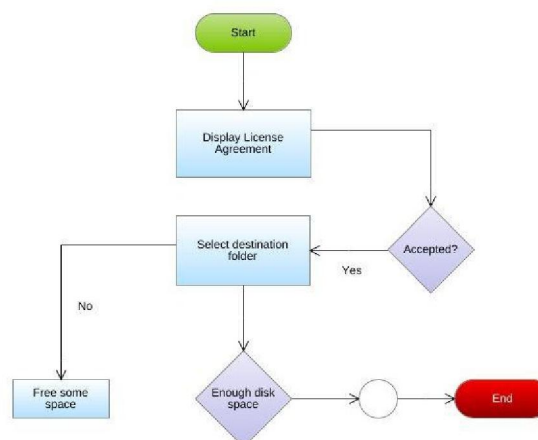 Start
Display License
Agreement
Accepted?
Select destination
folder
Yes
No
Free some
space
Enough disk
space
End